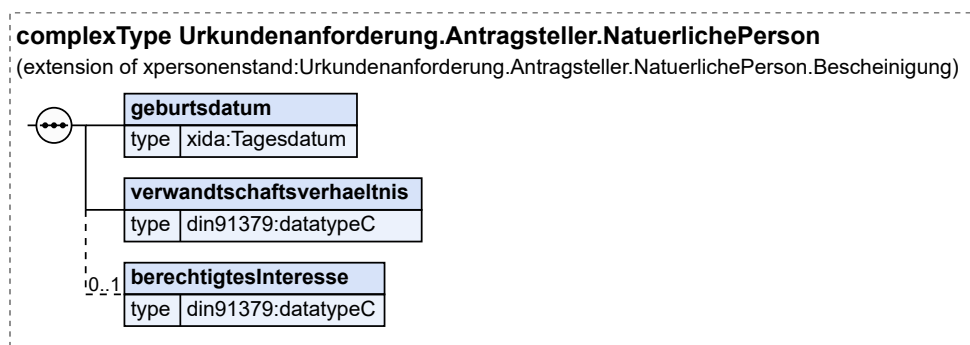 complexType Urkundenanforderung.Antragsteller.NatuerlichePerson
(extension of xpersonenstand:Urkundenanforderung.Antragsteller.NatuerlichePerson.Bescheinigung)
geburtsdatum
type xida:Tagesdatum
verwandtschaftsverhaeltnis
type din91379:datatypeC
0..1 berechtigtesInteresse
type din91379:datatypeC